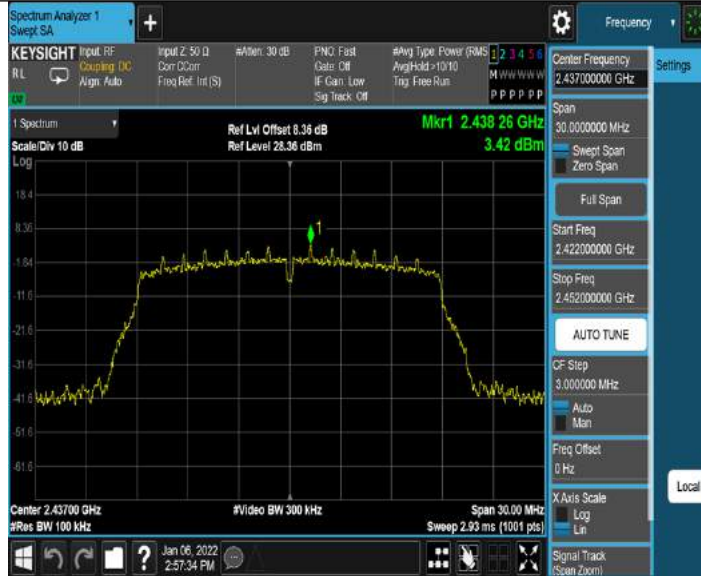 Spectrum Analyzer 1
Swept SA
+
Frequency
KEYSIGHT
RL
LXI
Input: RF
Coupling: DC
Align: Auto
Input Z: 50 Ω
Corr CCorr
Freq Ref: Int (S)
#Atten: 30 dB
PNO: Fast
Gate: Off
IF Gain: Low
Sig Track: Off
#Avg Type: Power (RMS
Avg|Hold:>10/10
Trig: Free Run
1 2 3 4 5 6
M W W W W W
P P P P P P
1 Spectrum
Scale/Div 10 dB
Log
Ref Lvl Offset 8.36 dB
Ref Level 28.36 dBm
Mkr1 2.438 26 GHz
3.42 dBm
18.4
8.36
-1.64
-11.6
-21.6
-31.6
-41.6
-51.6
-61.6
1
Center 2.43700 GHz
#Res BW 100 kHz
#Video BW 300 kHz
Span 30.00 MHz
Sweep 2.93 ms (1001 pts)
?
Jan 06, 2022
2:57:34 PM
Center Frequency
2.437000000 GHz
Span
30.0000000 MHz
Swept Span
Zero Span
Full Span
Start Freq
2.422000000 GHz
Stop Freq
2.452000000 GHz
AUTO TUNE
CF Step
3.000000 MHz
Auto
Man
Freq Offset
0 Hz
X Axis Scale
Log
Lin
Signal Track
(Span Zoom)
Settings
Local